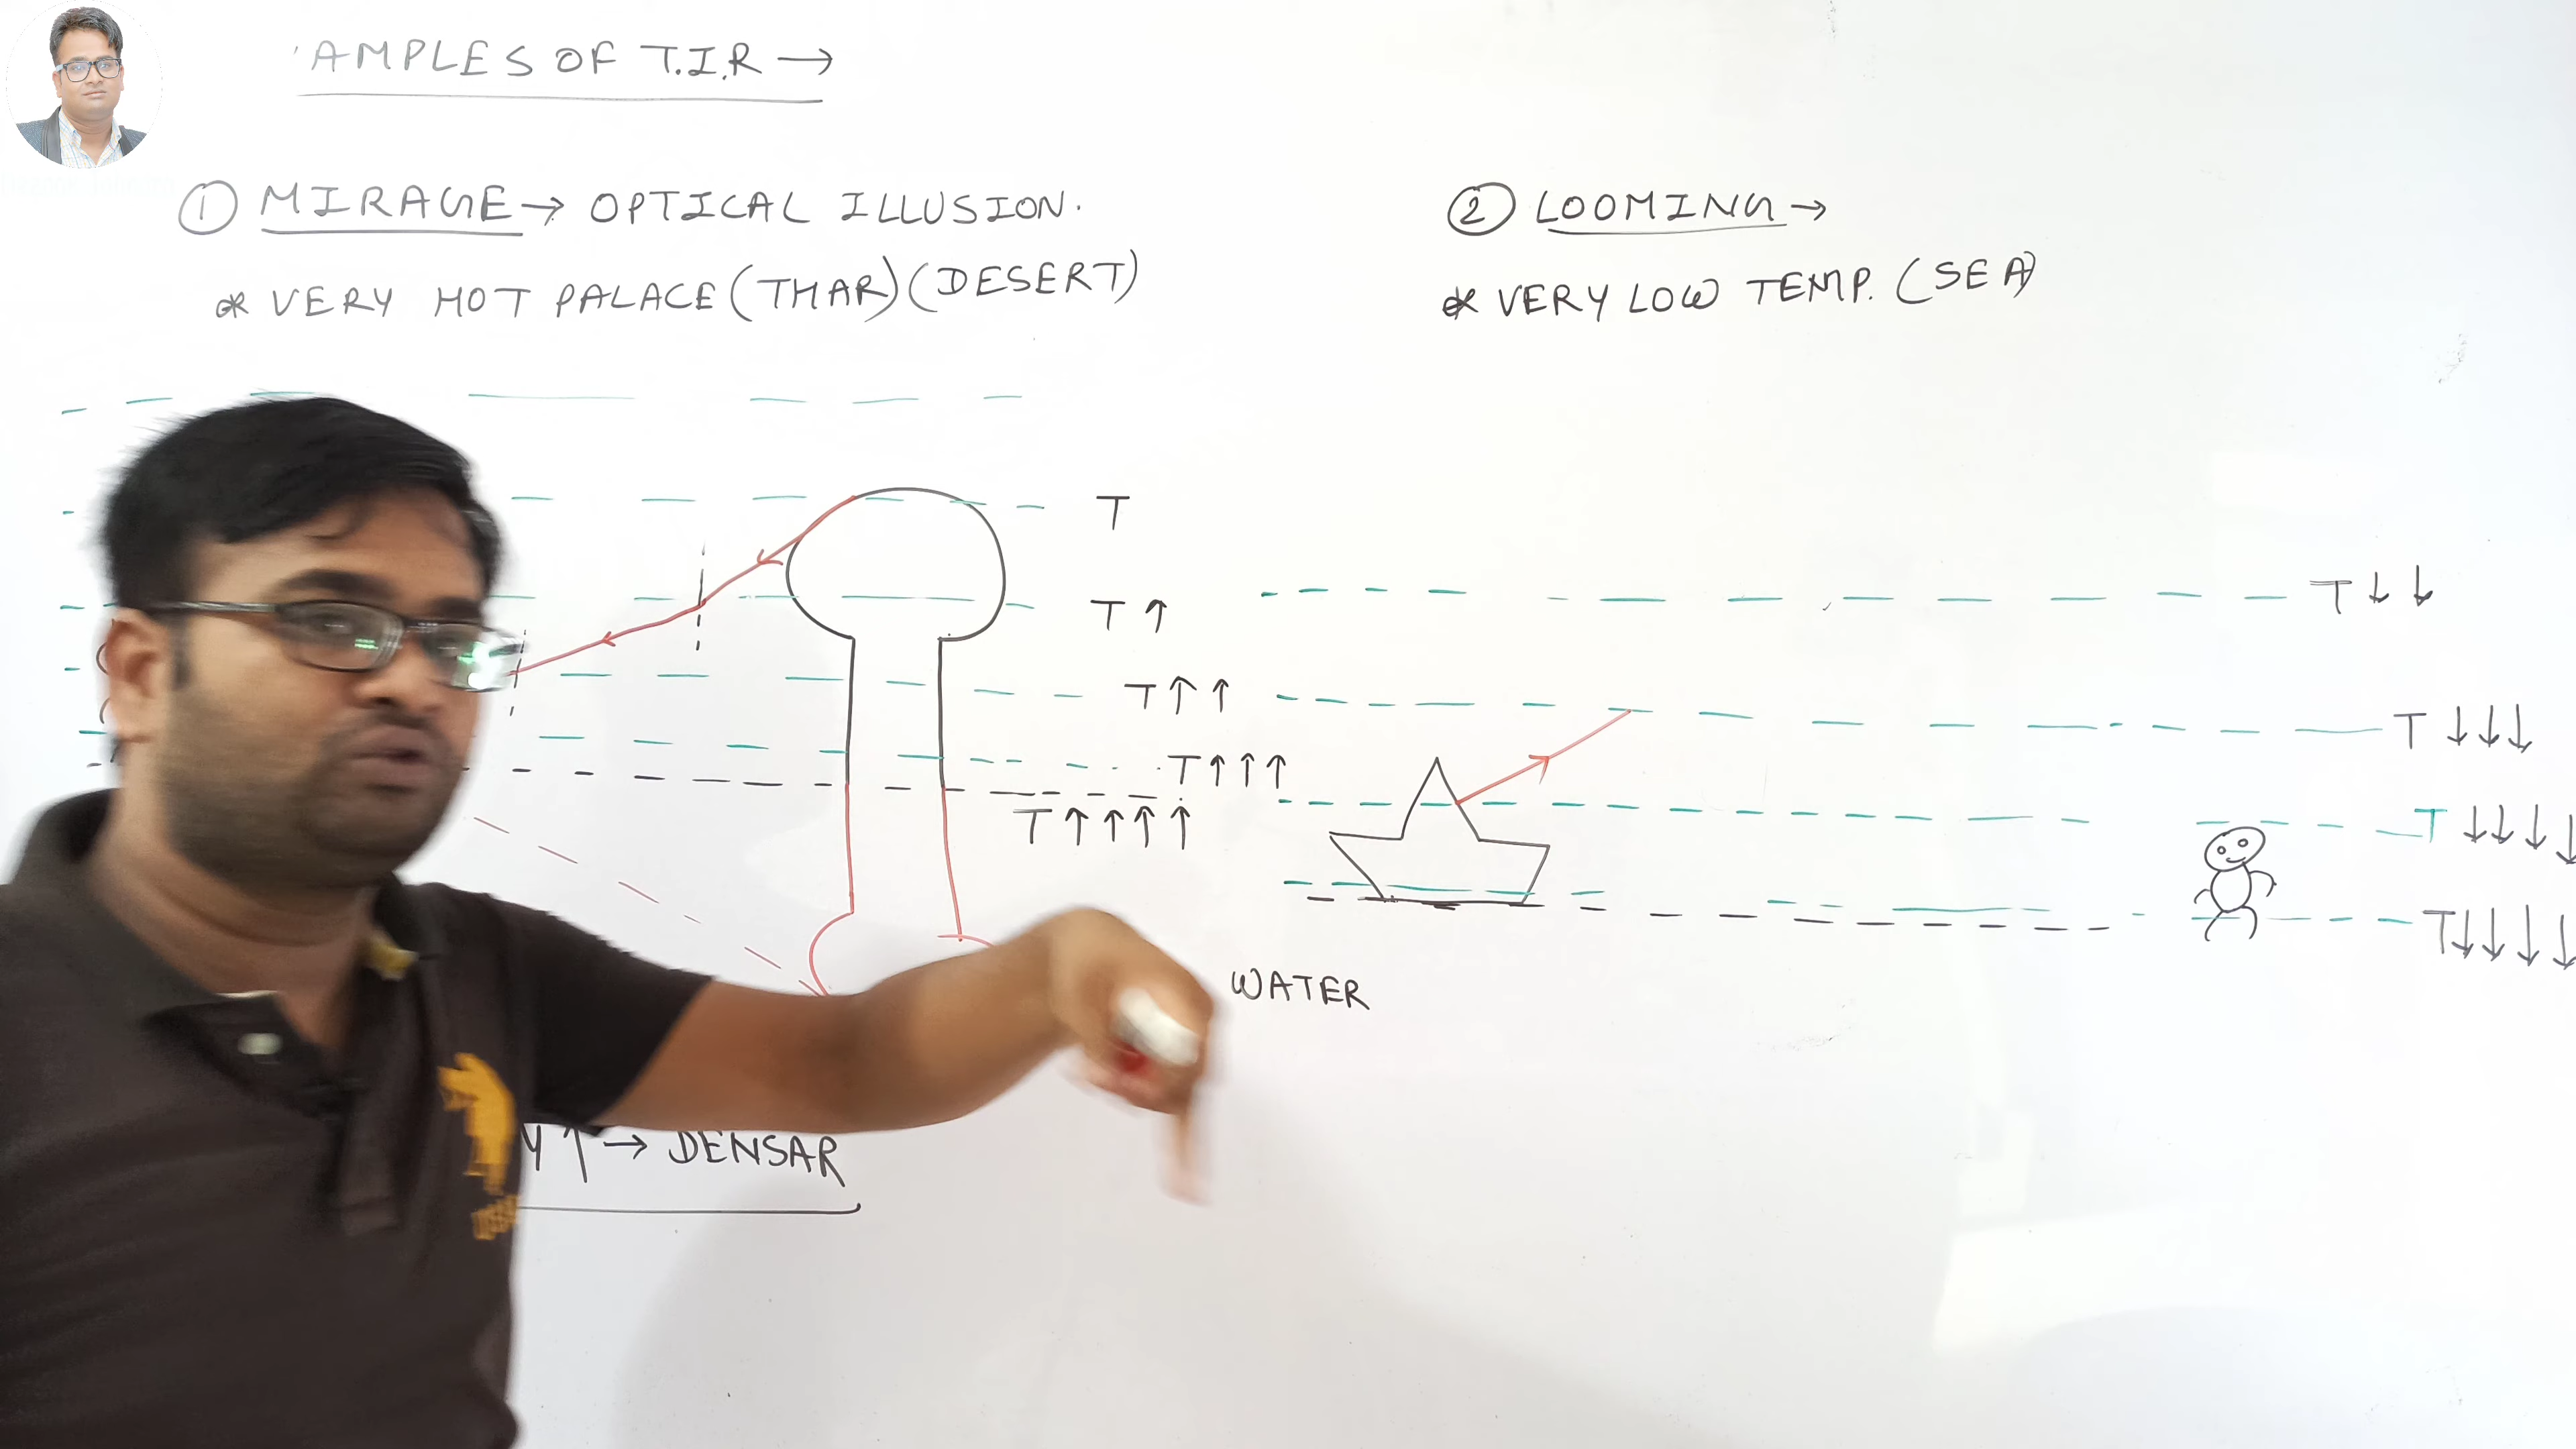 AMPLES OF T.I.R →
① MIRAGE → OPTICAL ILLUSION.
* VERY HOT PALACE (THAR) (DESERT)
② LOOMING →
* VERY LOW TEMP. (SEA)
T
T ↑
T ↑ ↑
T ↑ ↑ ↑
T ↑ ↑ ↑ ↑
T ↓ ↓
T ↓ ↓ ↓
T ↓ ↓ ↓ ↓
T ↓ ↓ ↓ ↓
WATER
Y ↑ → DENSAR